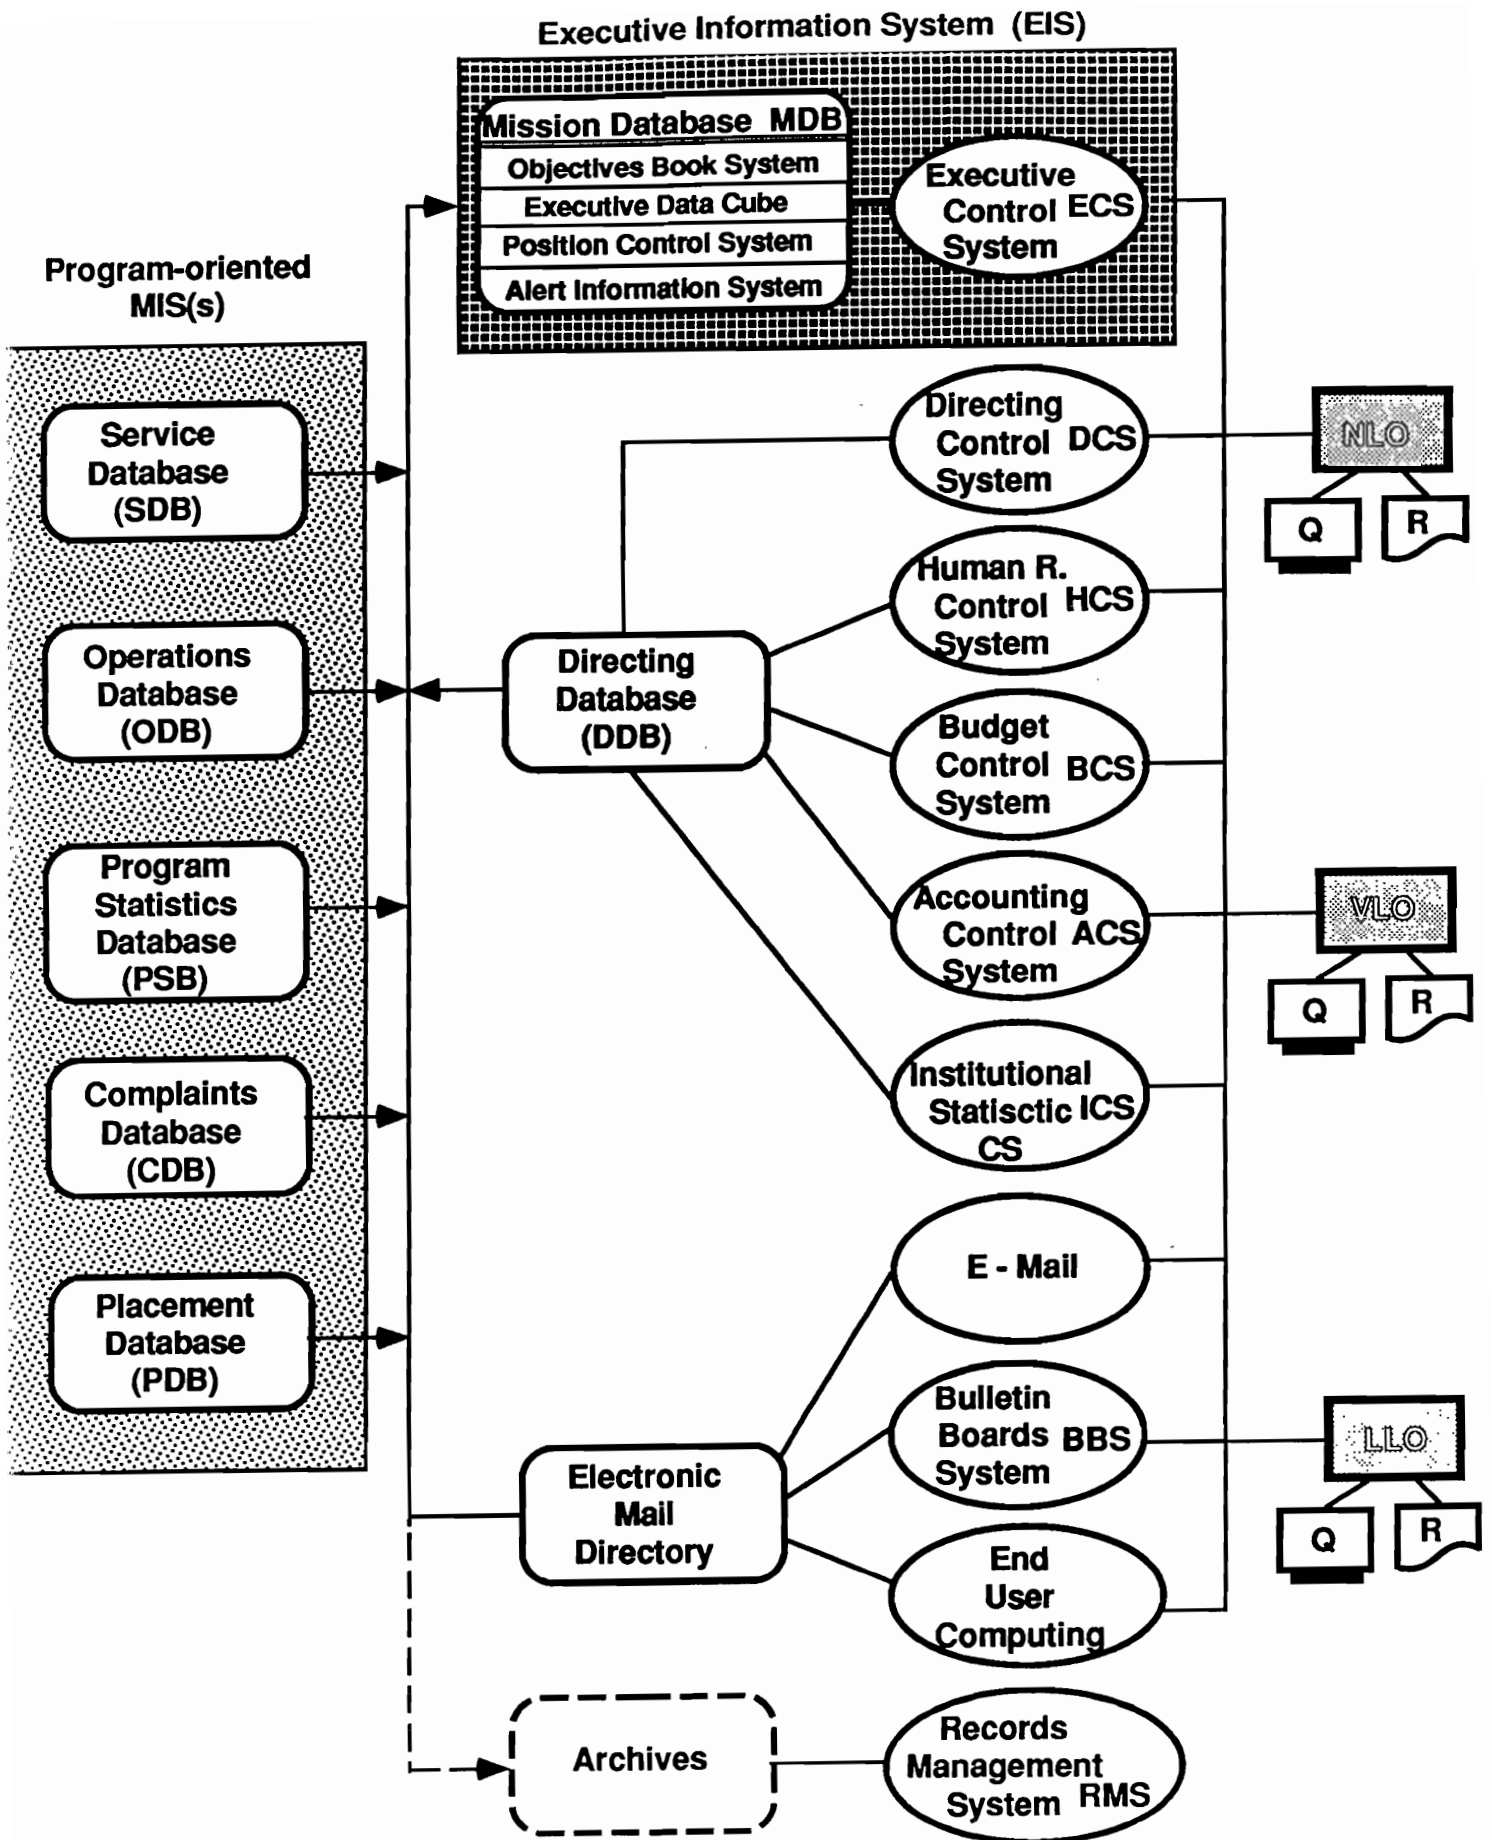 Executive Information System (EIS)
Mission Database MDB
Objectives Book System
Executive Data Cube
Position Control System
Alert Information System
Executive
Control ECS
System
Program-oriented
MIS(s)
Service
Database
(SDB)
Operations
Database
(ODB)
Program
Statistics
Database
(PSB)
Complaints
Database
(CDB)
Placement
Database
(PDB)
Directing
Database
(DDB)
Electronic
Mail
Directory
Archives
Directing
Control DCS
System
Human R.
Control HCS
System
Budget
Control BCS
System
Accounting
Control ACS
System
Institutional
Statisctic ICS
CS
E - Mail
Bulletin
Boards BBS
System
End
User
Computing
Records
Management
System RMS
NLO
Q R
VLO
Q R
LLO
Q R